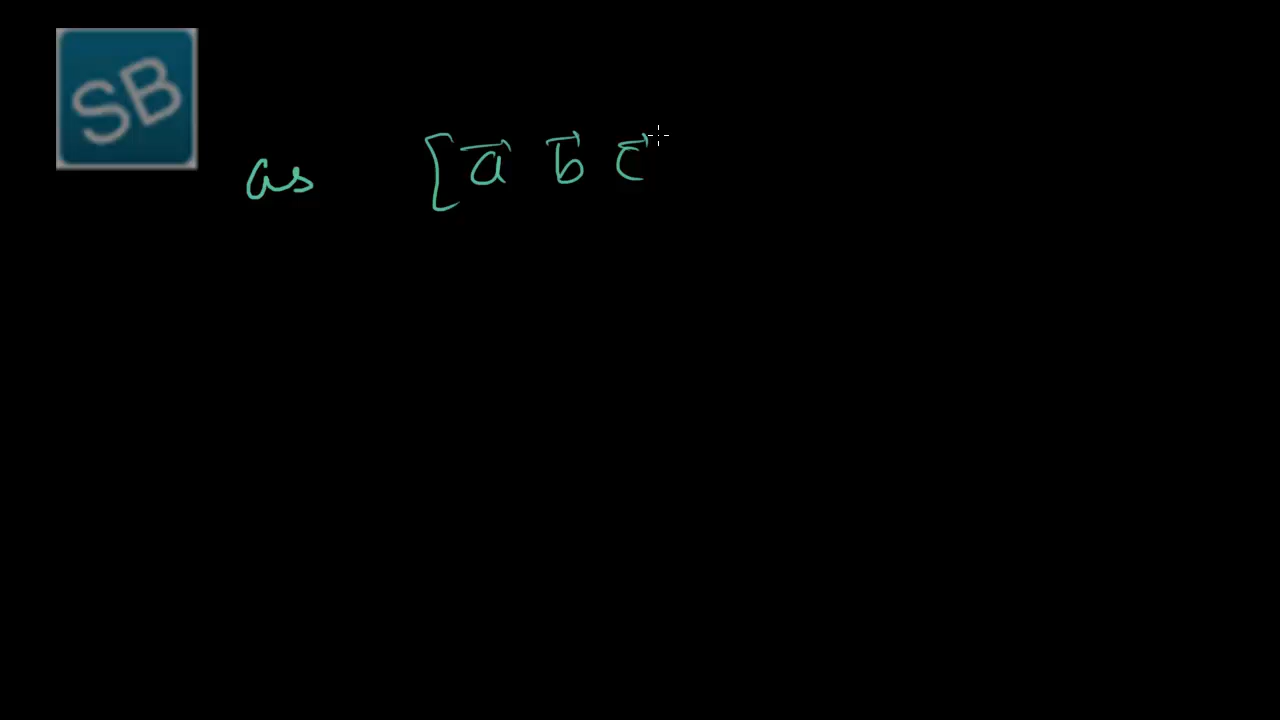 SB
as [a⃗ b⃗ c⃗